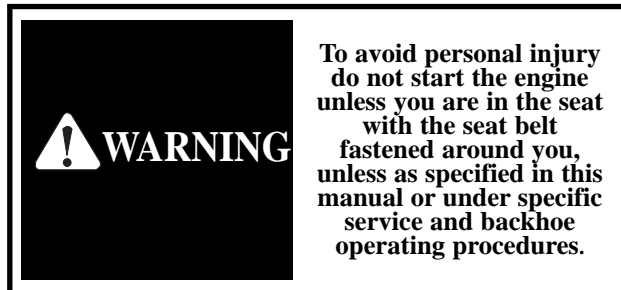 WARNING
To avoid personal injury
do not start the engine
unless you are in the seat
with the seat belt
fastened around you,
unless as specified in this
manual or under specific
service and backhoe
operating procedures.